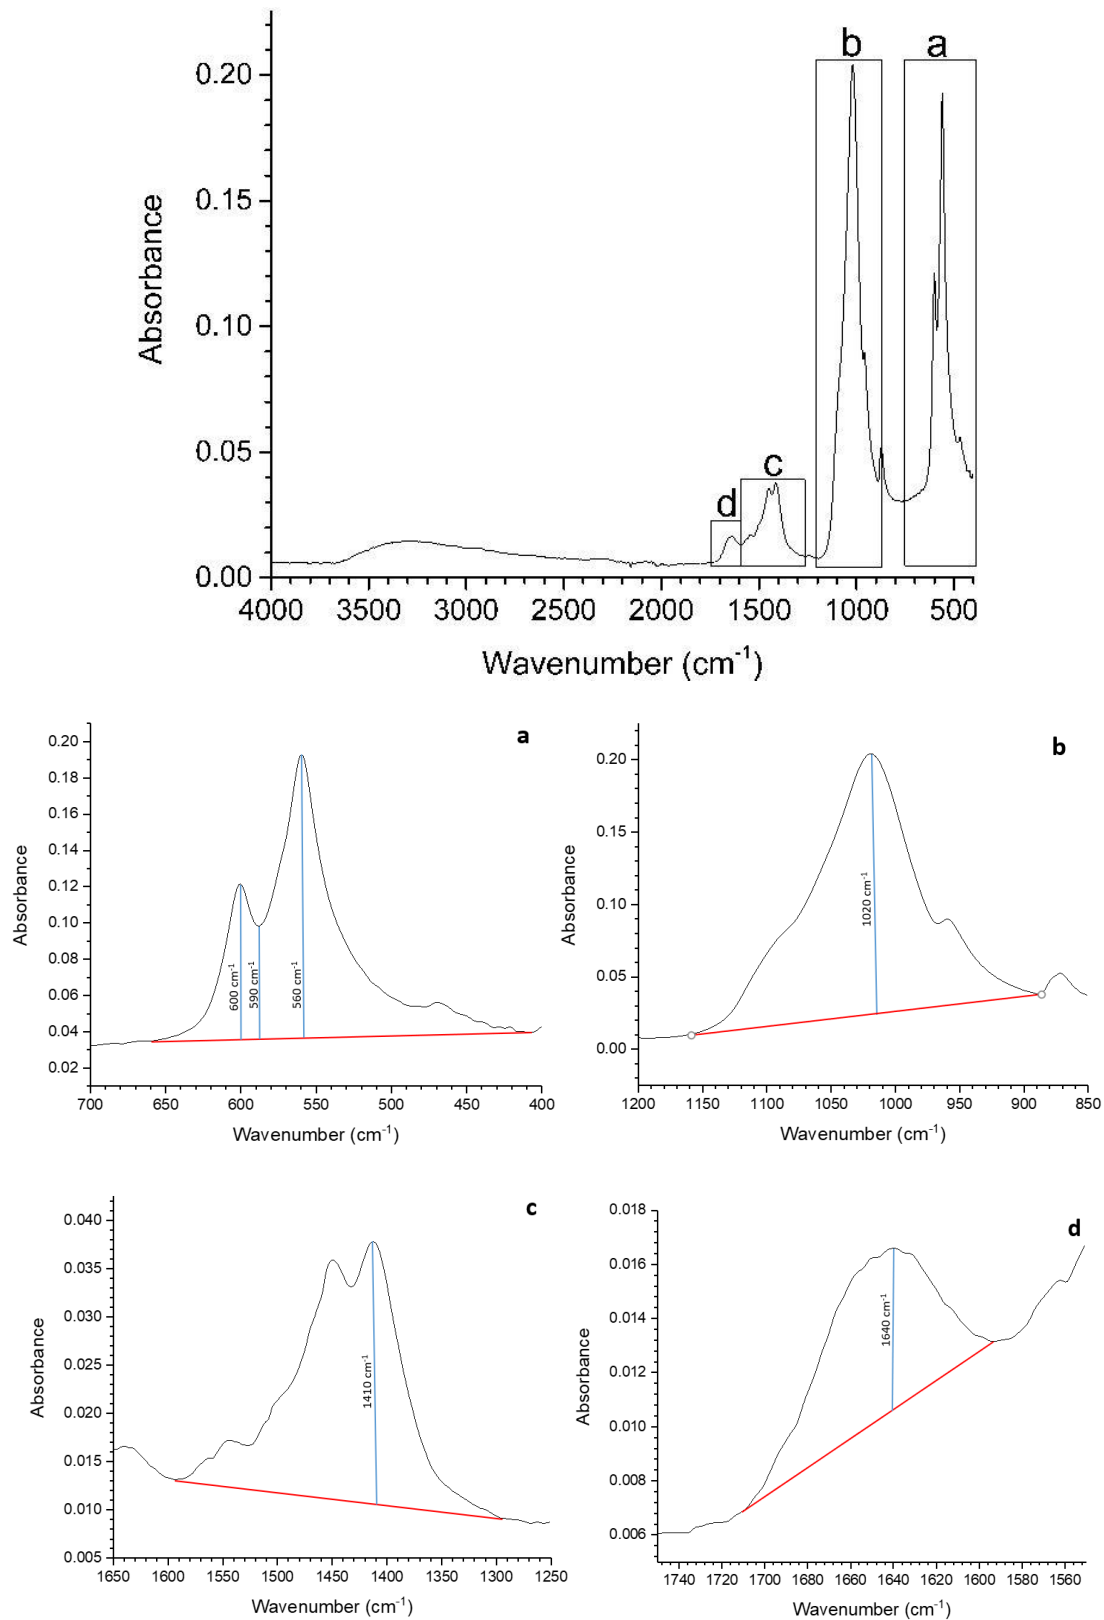 b
a
0.20
0.15
0.10
0.05
0.00
c
d
Absorbance
4000 3500 3000 2500 2000 1500 1000 500
Wavenumber (cm⁻¹)
a
0.20
0.18
0.16
0.14
0.12
0.10
0.08
0.06
0.04
0.02
Absorbance
600 cm⁻¹
590 cm⁻¹
560 cm⁻¹
700 650 600 550 500 450 400
Wavenumber (cm⁻¹)
b
0.20
0.15
0.10
0.05
0.00
Absorbance
1020 cm⁻¹
1200 1150 1100 1050 1000 950 900 850
Wavenumber (cm⁻¹)
c
0.040
0.035
0.030
0.025
0.020
0.015
0.010
0.005
Absorbance
1410 cm⁻¹
1650 1600 1550 1500 1450 1400 1350 1300 1250
Wavenumber (cm⁻¹)
d
0.018
0.016
0.014
0.012
0.010
0.008
0.006
Absorbance
1640 cm⁻¹
1740 1720 1700 1680 1660 1640 1620 1600 1580 1560
Wavenumber (cm⁻¹)